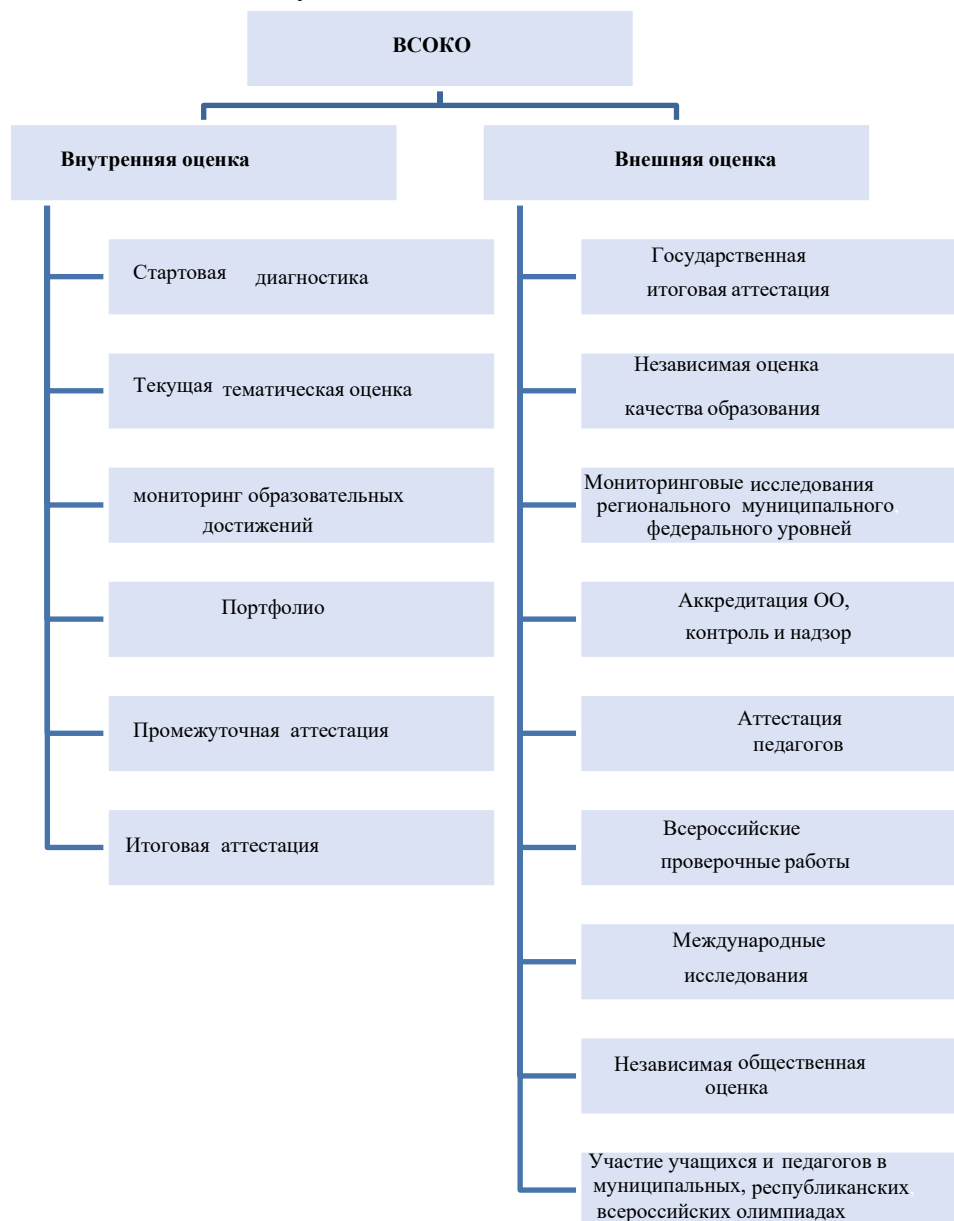 ВСОКО
Внутренняя оценка
Стартовая диагностика
Текущая тематическая оценка
мониторинг образовательных
достижений
Портфолио
Промежуточная аттестация
Итоговая аттестация
Внешняя оценка
Государственная
итоговая аттестация
Независимая оценка
качества образования
Мониторинговые исследования
регионального муниципального,
федерального уровней
Аккредитация ОО,
контроль и надзор
Аттестация
педагогов
Всероссийские
проверочные работы
Международные
исследования
Независимая общественная
оценка
Участие учащихся и педагогов в
муниципальных, республиканских,
всероссийских олимпиадах